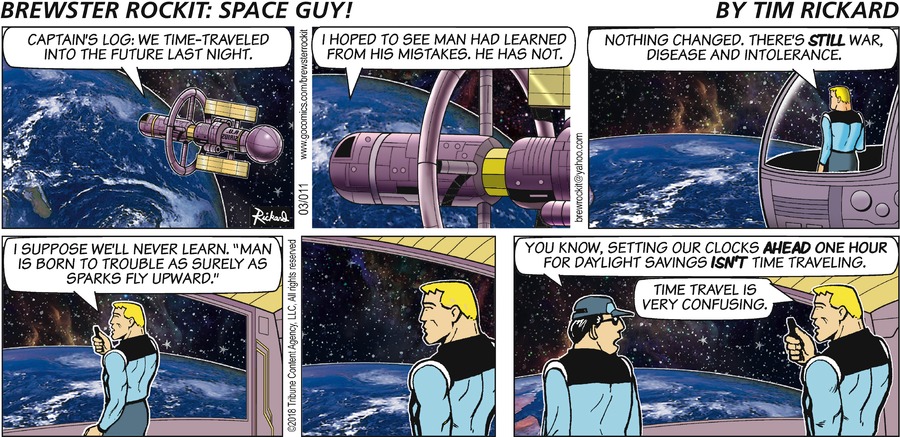 BREWSTER ROCKIT: SPACE GUY!
BY TIM RICKARD
CAPTAIN'S LOG: WE TIME-TRAVELED
INTO THE FUTURE LAST NIGHT.
Rickard
www.gocomics.com/brewsterrockit
03/011
I HOPED TO SEE MAN HAD LEARNED
FROM HIS MISTAKES. HE HAS NOT.
brewrockit@yahoo.com
NOTHING CHANGED. THERE'S STILL WAR,
DISEASE AND INTOLERANCE.
I SUPPOSE WE'LL NEVER LEARN. "MAN
IS BORN TO TROUBLE AS SURELY AS
SPARKS FLY UPWARD."
©2018 Tribune Content Agency, LLC. All rights reserved
YOU KNOW, SETTING OUR CLOCKS AHEAD ONE HOUR
FOR DAYLIGHT SAVINGS ISN'T TIME TRAVELING.
TIME TRAVEL IS
VERY CONFUSING.